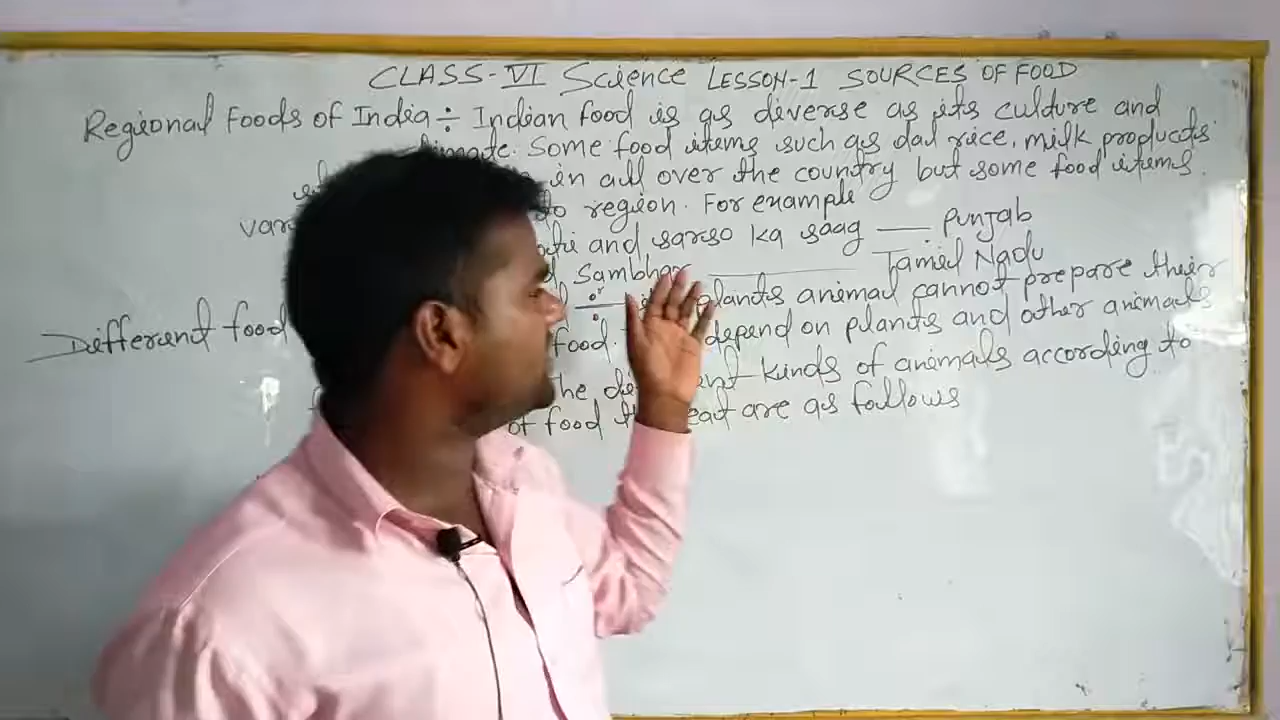 CLASS-VI Science LESSON-1 SOURCES OF FOOD
Regional Foods of India ÷ Indian food is as diverse as its culture and
climate. Some food items such as dal rice, milk products
in all over the country but some food items
to region. For example
and sarso ka saag — Punjab
Sambhar — Tamil Nadu
Different food plants animal cannot prepare their
food. depend on plants and other animals
The kinds of animals according to
of food eat are as follows